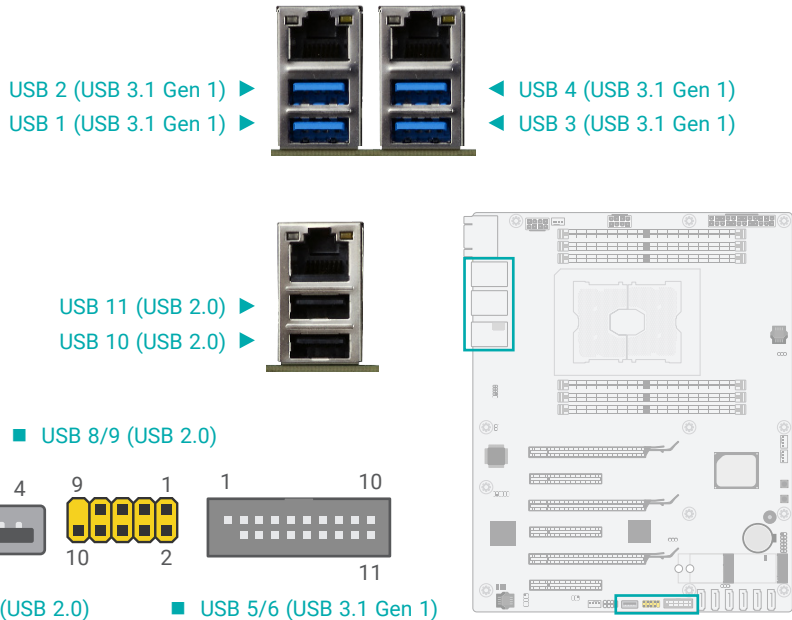 USB 2 (USB 3.1 Gen 1)
USB 4 (USB 3.1 Gen 1)
USB 1 (USB 3.1 Gen 1)
USB 3 (USB 3.1 Gen 1)
USB 11 (USB 2.0)
USB 10 (USB 2.0)
USB 8/9 (USB 2.0)
4 9 1 1 10
10 2 11
(USB 2.0)
USB 5/6 (USB 3.1 Gen 1)